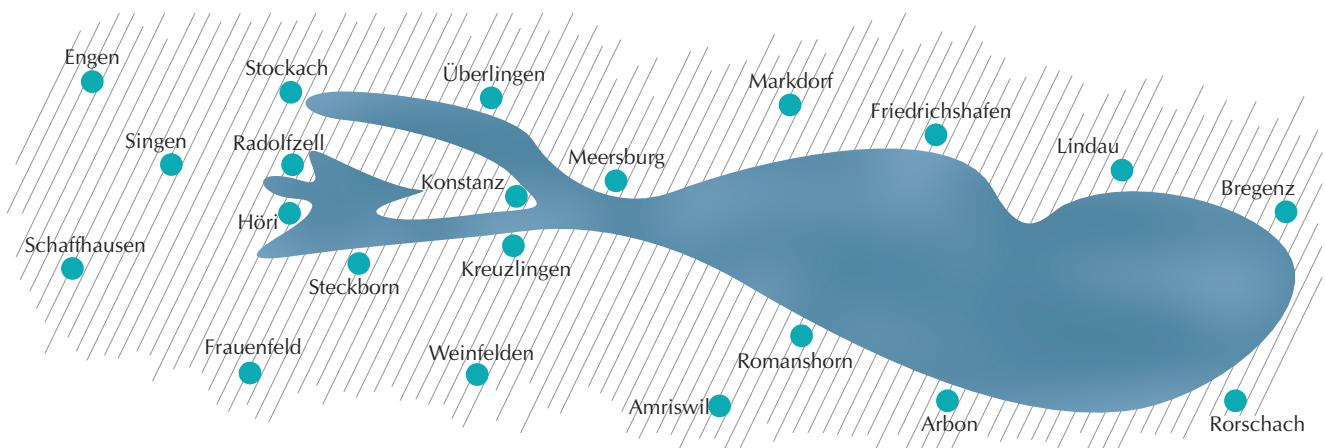 Engen
Stockach
Überlingen
Markdorf
Friedrichshafen
Singen
Radolfzell
Lindau
Meersburg
Konstanz
Bregenz
Höri
Schaffhausen
Kreuzlingen
Steckborn
Frauenfeld
Weinfelden
Romanshorn
Amriswil
Arbon
Rorschach